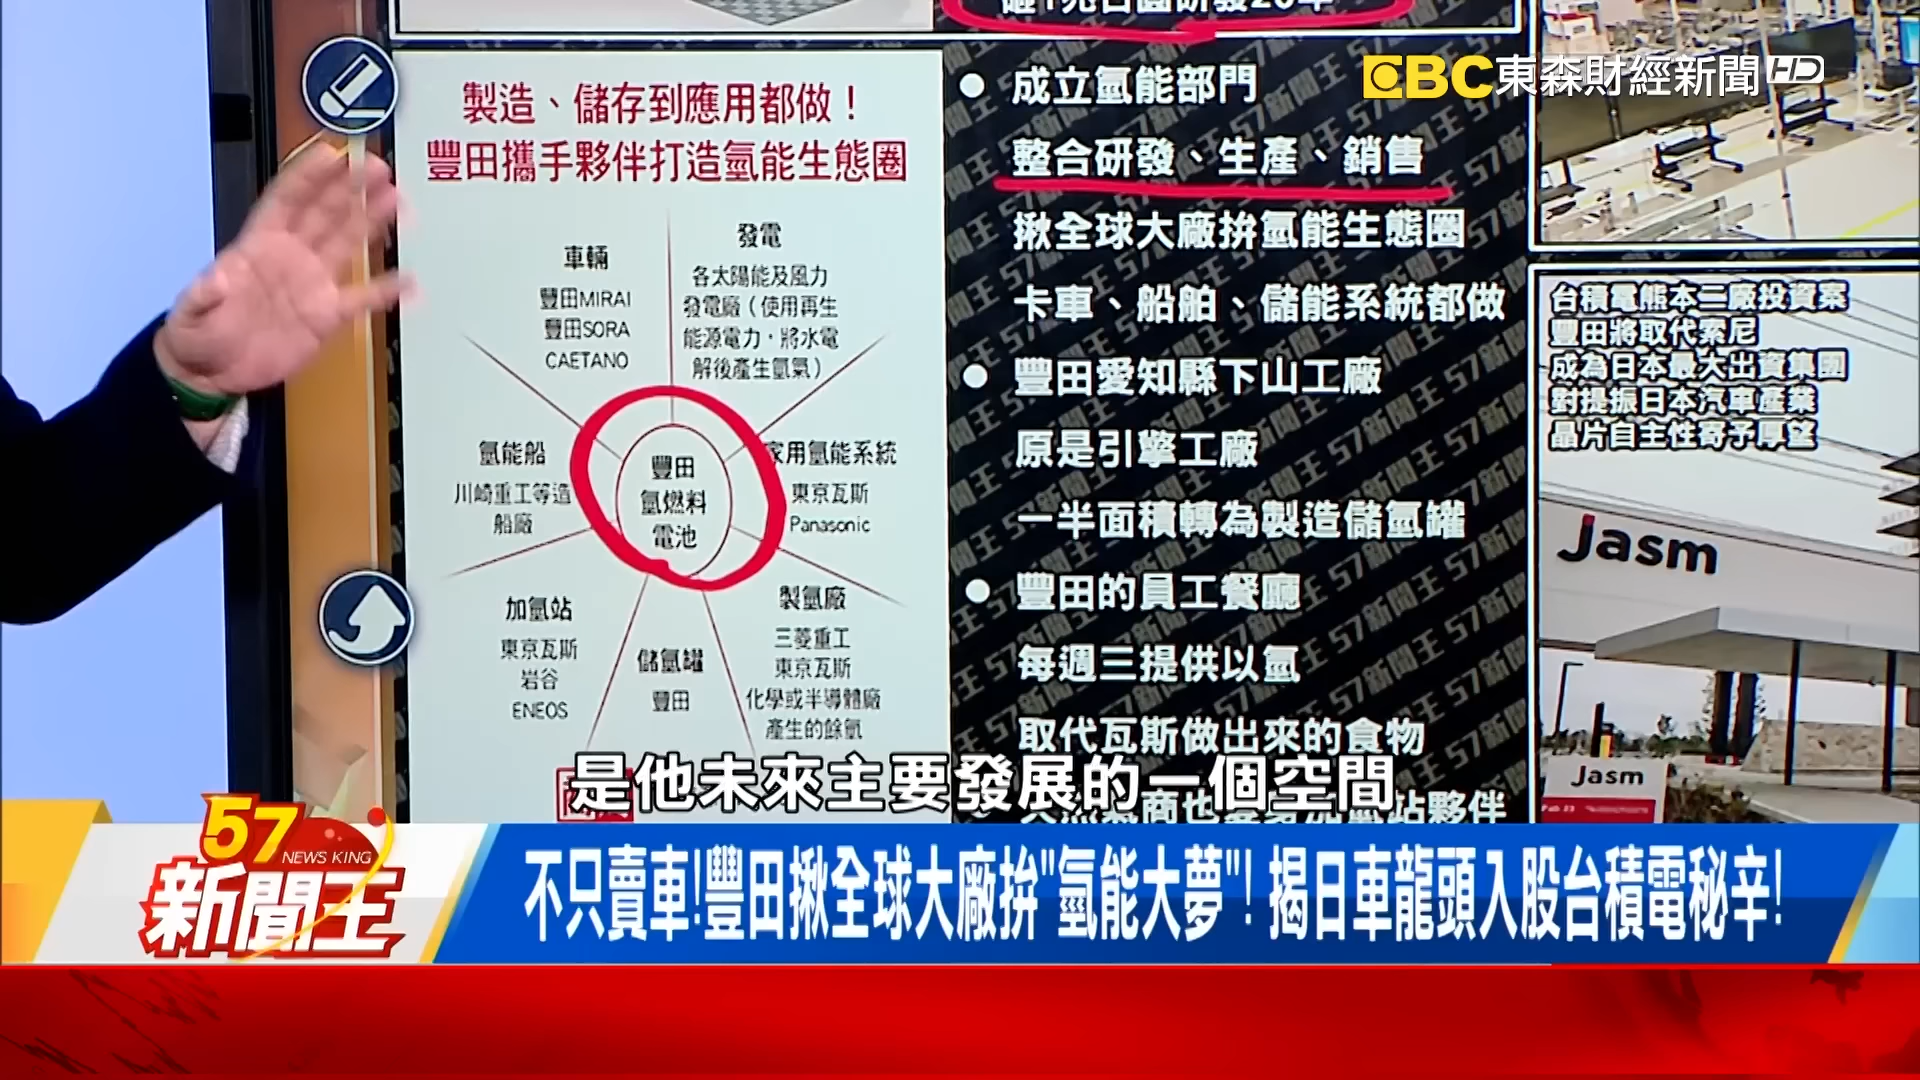 EBC東森財經新聞HD
製造、儲存到應用都做！
豐田攜手夥伴打造氫能生態圈
發電
各太陽能及風力
發電廠（使用再生
能源電力，將水電
解後產生氫氣）
車輛
豐田MIRAI
豐田SORA
CAETANO
氫能船
川崎重工等造
船廠
豐田
氫燃料
電池
家用氫能系統
東京瓦斯
Panasonic
加氫站
東京瓦斯
岩谷
ENEOS
儲氫罐
豐田
製氫廠
三菱重工
東京瓦斯
化學或半導體廠
產生的餘氫
成立氫能部門
整合研發、生產、銷售
揪全球大廠拚氫能生態圈
卡車、船舶、儲能系統都做
豐田愛知縣下山工廠
原是引擎工廠
一半面積轉為製造儲氫罐
豐田的員工餐廳
每週三提供以氫
取代瓦斯做出來的食物
台積電熊本二廠投資案
豐田將取代索尼
成為日本最大出資集團
對提振日本汽車產業
晶片自主性寄予厚望
Jasm
Jasm
是他未來主要發展的一個空間
57
NEWS KING
新聞王
不只賣車!豐田揪全球大廠拚"氫能大夢"! 揭日車龍頭入股台積電秘辛!